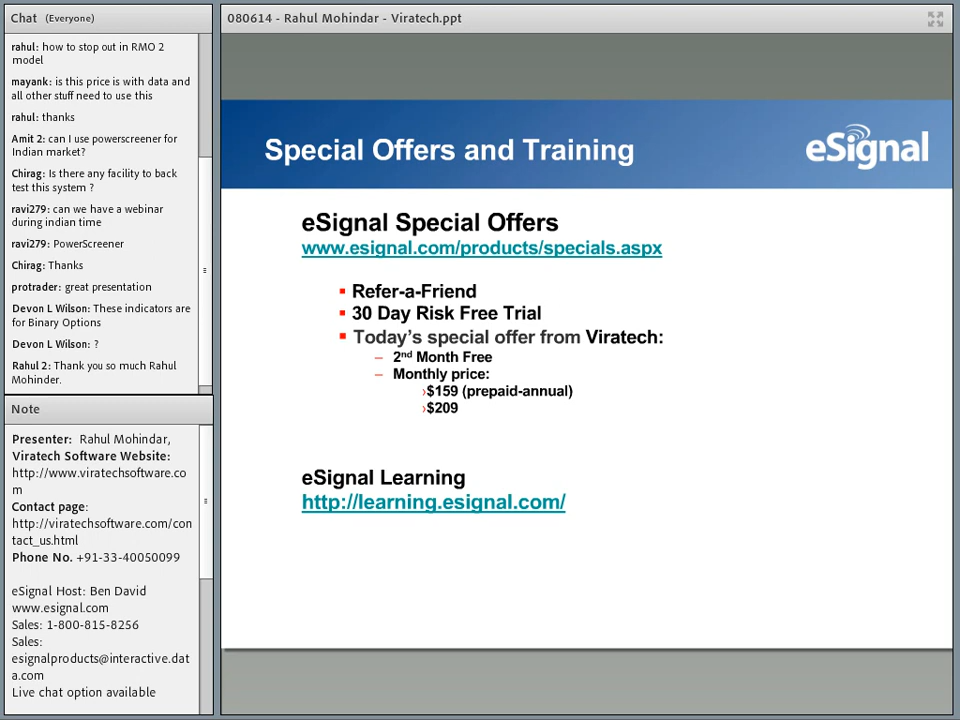 Chat (Everyone)
rahul: how to stop out in RMO 2
model
mayank: is this price is with data and
all other stuff need to use this
rahul: thanks
Amit 2: can I use powerscreener for
Indian market?
Chirag: Is there any facility to back
test this system ?
ravi279: can we have a webinar
during indian time
ravi279: PowerScreener
Chirag: Thanks
protrader: great presentation
Devon L Wilson: These indicators are
for Binary Options
Devon L Wilson: ?
Rahul 2: Thank you so much Rahul
Mohinder.
Note
Presenter: Rahul Mohindar,
Viratech Software Website:
http://www.viratechsoftware.co
m
Contact page:
http://viratechsoftware.com/con
tact_us.html
Phone No. +91-33-40050099
eSignal Host: Ben David
www.esignal.com
Sales: 1-800-815-8256
Sales:
esignalproducts@interactive.dat
a.com
Live chat option available
080614 - Rahul Mohindar - Viratech.ppt
Special Offers and Training
eSignal
eSignal Special Offers
www.esignal.com/products/specials.aspx
▪ Refer-a-Friend
▪ 30 Day Risk Free Trial
▪ Today's special offer from Viratech:
– 2nd Month Free
– Monthly price:
›$159 (prepaid-annual)
›$209
eSignal Learning
http://learning.esignal.com/